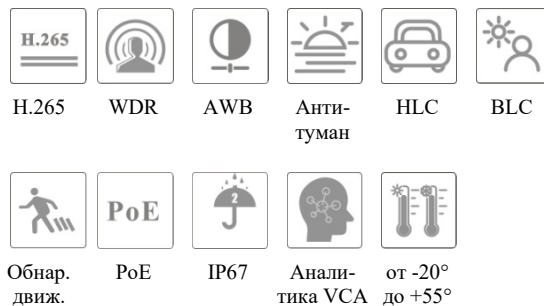 H.265
H.265 WDR AWB Анти- HLC BLC
туман
PoE 2
Обнар. PoE IP67 Анали- от -20°
движ. тика VCA до +55°